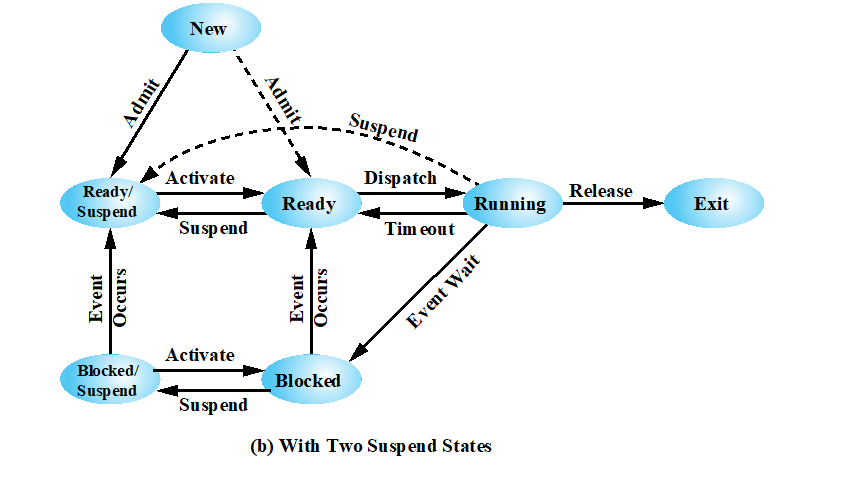 New
Admit
Admit
Suspend
Ready/
Suspend
Activate
Suspend
Ready
Dispatch
Timeout
Running
Release
Exit
Event
Occurs
Event
Occurs
Event Wait
Blocked/
Suspend
Activate
Suspend
Blocked
(b) With Two Suspend States